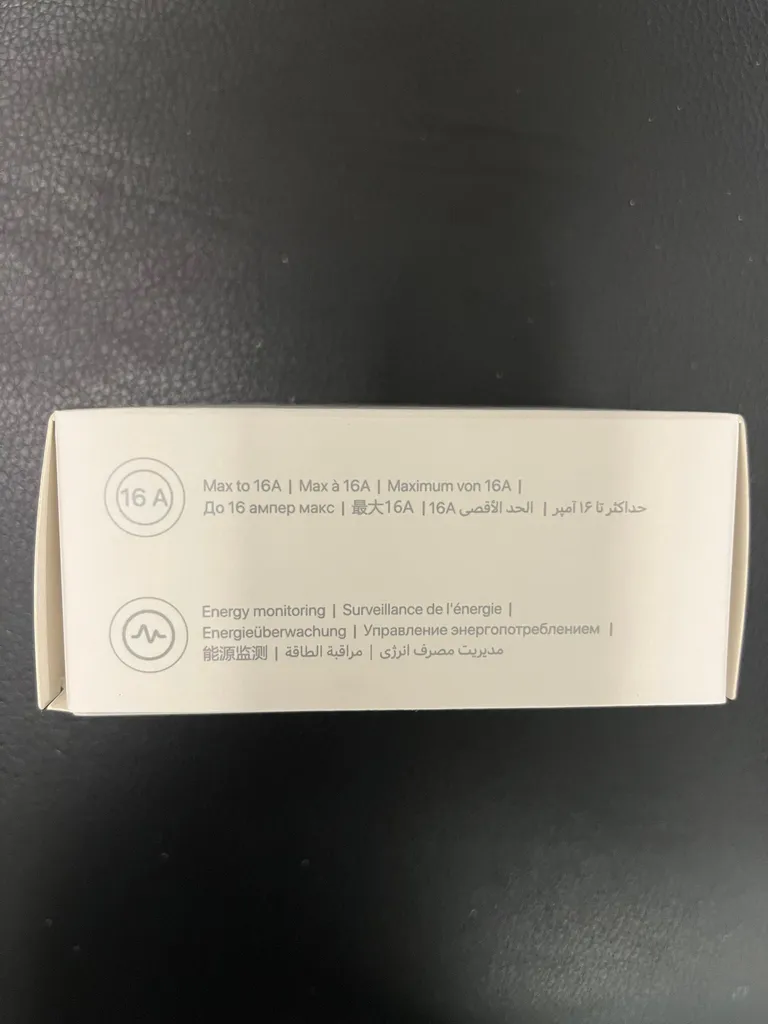 16 A
Max to 16A | Max à 16A | Maximum von 16A |
До 16 ампер макс | 最大16A | الحد الأقصى 16A | حداکثر تا ۱۶ آمپر
Energy monitoring | Surveillance de l'énergie |
Energieüberwachung | Управление энергопотреблением |
能源监测 | مراقبة الطاقة | مدیریت مصرف انرژی